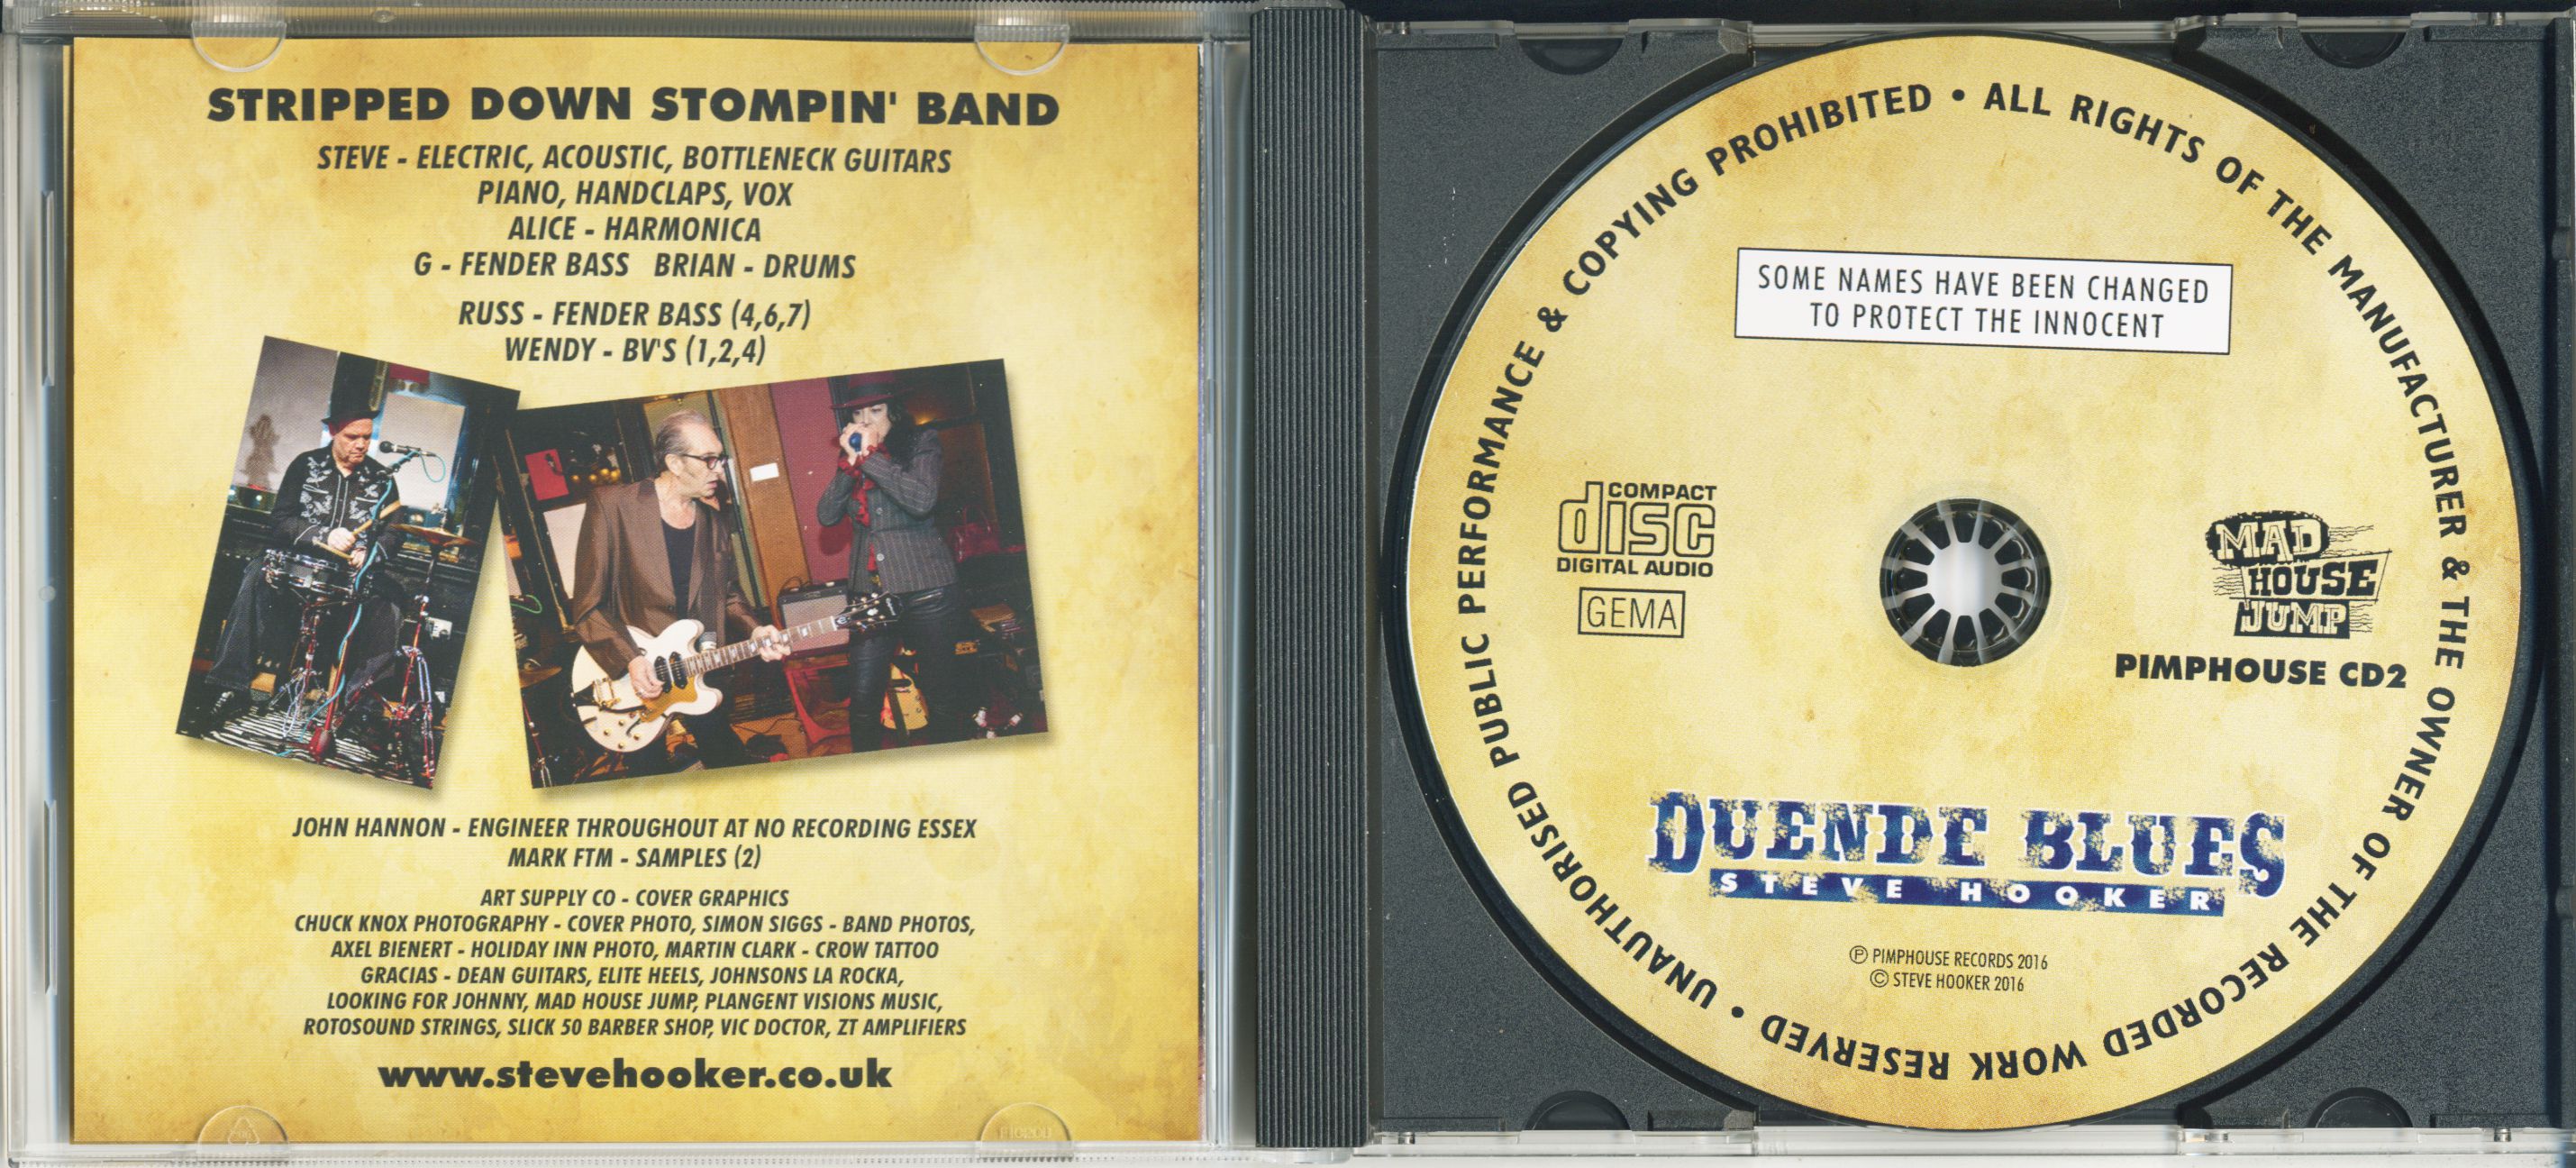 STRIPPED DOWN STOMPIN' BAND
STEVE - ELECTRIC, ACOUSTIC, BOTTLENECK GUITARS
PIANO, HANDCLAPS, VOX
ALICE - HARMONICA
G - FENDER BASS   BRIAN - DRUMS
RUSS - FENDER BASS (4,6,7)
WENDY - BV'S (1,2,4)
JOHN HANNON - ENGINEER THROUGHOUT AT NO RECORDING ESSEX
MARK FTM - SAMPLES (2)
ART SUPPLY CO - COVER GRAPHICS
CHUCK KNOX PHOTOGRAPHY - COVER PHOTO, SIMON SIGGS - BAND PHOTOS,
AXEL BIENERT - HOLIDAY INN PHOTO, MARTIN CLARK - CROW TATTOO
GRACIAS - DEAN GUITARS, ELITE HEELS, JOHNSONS LA ROCKA,
LOOKING FOR JOHNNY, MAD HOUSE JUMP, PLANGENT VISIONS MUSIC,
ROTOSOUND STRINGS, SLICK 50 BARBER SHOP, VIC DOCTOR, ZT AMPLIFIERS
www.stevehooker.co.uk
• ALL RIGHTS OF THE MANUFACTURER & THE OWNER OF THE RECORDED WORK RESERVED • UNAUTHORISED PUBLIC PERFORMANCE & COPYING PROHIBITED
SOME NAMES HAVE BEEN CHANGED
TO PROTECT THE INNOCENT
COMPACT
disc
DIGITAL AUDIO
GEMA
MAD
HOUSE
JUMP
PIMPHOUSE CD2
DUENDE BLUES
STEVE HOOKER
℗ PIMPHOUSE RECORDS 2016
© STEVE HOOKER 2016